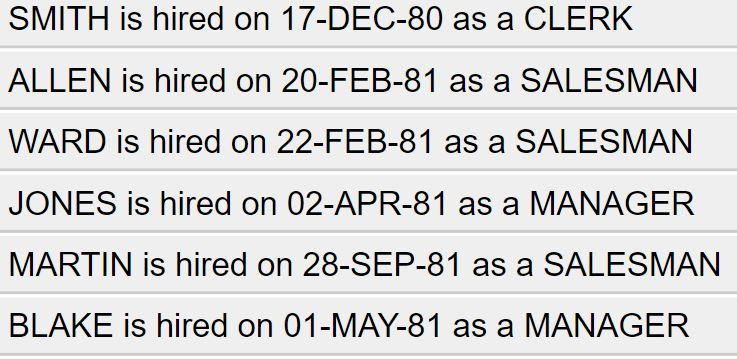 SMITH is hired on 17-DEC-80 as a CLERK
ALLEN is hired on 20-FEB-81 as a SALESMAN
WARD is hired on 22-FEB-81 as a SALESMAN
JONES is hired on 02-APR-81 as a MANAGER
MARTIN is hired on 28-SEP-81 as a SALESMAN
BLAKE is hired on 01-MAY-81 as a MANAGER